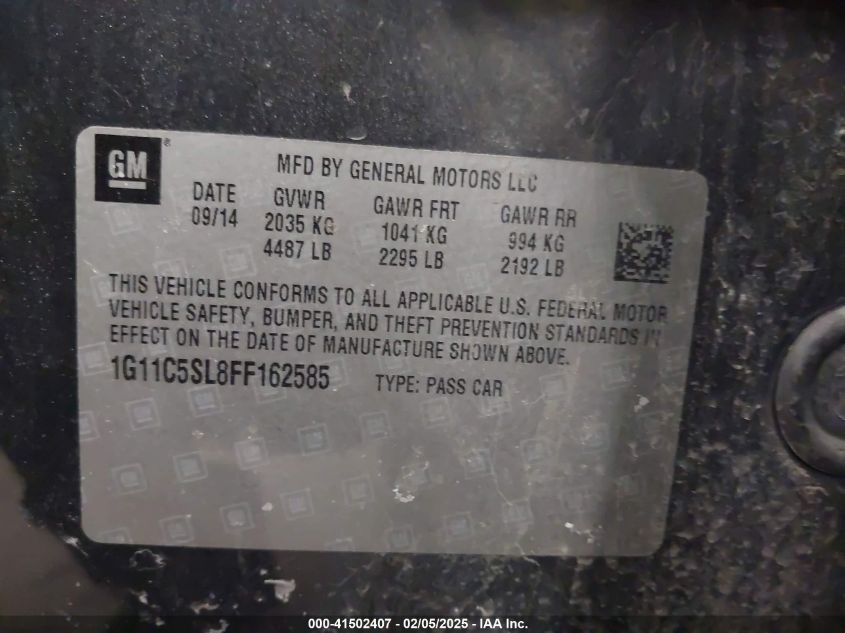 GM ®
MFD BY GENERAL MOTORS LLC
DATE GVWR GAWR FRT GAWR RR
09/14 2035 KG 1041 KG 994 KG
4487 LB 2295 LB 2192 LB
THIS VEHICLE CONFORMS TO ALL APPLICABLE U.S. FEDERAL MOTOR
VEHICLE SAFETY, BUMPER, AND THEFT PREVENTION STANDARDS IN
EFFECT ON THE DATE OF MANUFACTURE SHOWN ABOVE.
1G11C5SL8FF162585 TYPE: PASS CAR
000-41502407 - 02/05/2025 - IAA Inc.